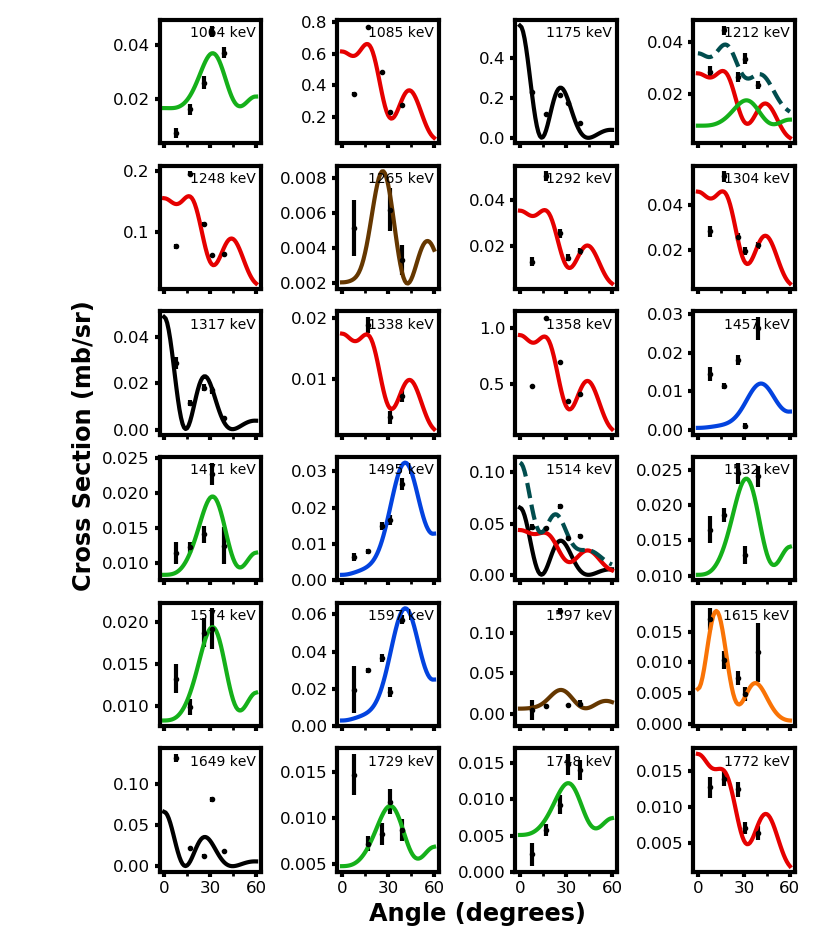 1064 keV
0.04
0.02
1085 keV
0.8
0.6
0.4
0.2
1175 keV
0.4
0.2
0.0
1212 keV
0.04
0.02
1248 keV
0.2
0.1
1265 keV
0.008
0.006
0.004
0.002
1292 keV
0.04
0.02
1304 keV
0.04
0.02
1317 keV
0.04
0.02
0.00
1338 keV
0.02
0.01
1358 keV
1.0
0.5
1457 keV
0.03
0.02
0.01
0.00
keV
0.025
0.020
0.015
0.010
1495 keV
0.03
0.02
0.01
0.00
1514 keV
0.10
0.05
0.00
1532 keV
0.025
0.020
0.015
0.010
1574 keV
0.020
0.015
0.010
1597 keV
0.06
0.04
0.02
0.00
1597 keV
0.10
0.05
0.00
1615 keV
0.015
0.010
0.005
0.000
1649 keV
0.10
0.05
0.00
1729 keV
0.015
0.010
0.005
1748 keV
0.015
0.010
0.005
0.000
1772 keV
0.015
0.010
0.005
0 30 60
0 30 60
0 30 60
0 30 60
Cross Section (mb/sr)
Angle (degrees)